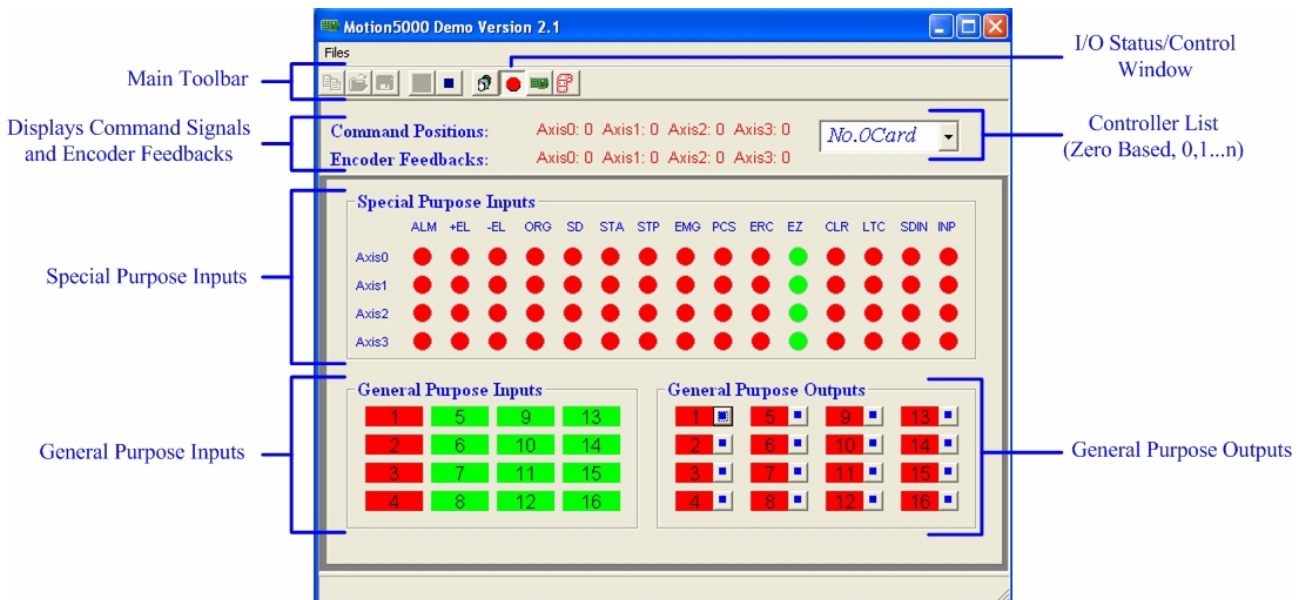 Motion5000 Demo Version 2.1
Files
Main Toolbar
I/O Status/Control
Window
Displays Command Signals
and Encoder Feedbacks
Command Positions: Axis0: 0 Axis1: 0 Axis2: 0 Axis3: 0
Encoder Feedbacks: Axis0: 0 Axis1: 0 Axis2: 0 Axis3: 0
No.0Card
Controller List
(Zero Based, 0,1...n)
Special Purpose Inputs
Special Purpose Inputs
ALM +EL -EL ORG SD STA STP EMG PCS ERC EZ CLR LTC SDIN INP
Axis0
Axis1
Axis2
Axis3
General Purpose Inputs
General Purpose Inputs
1 5 9 13
2 6 10 14
3 7 11 15
4 8 12 16
General Purpose Outputs
1 5 9 13
2 6 10 14
3 7 11 15
4 8 12 16
General Purpose Outputs